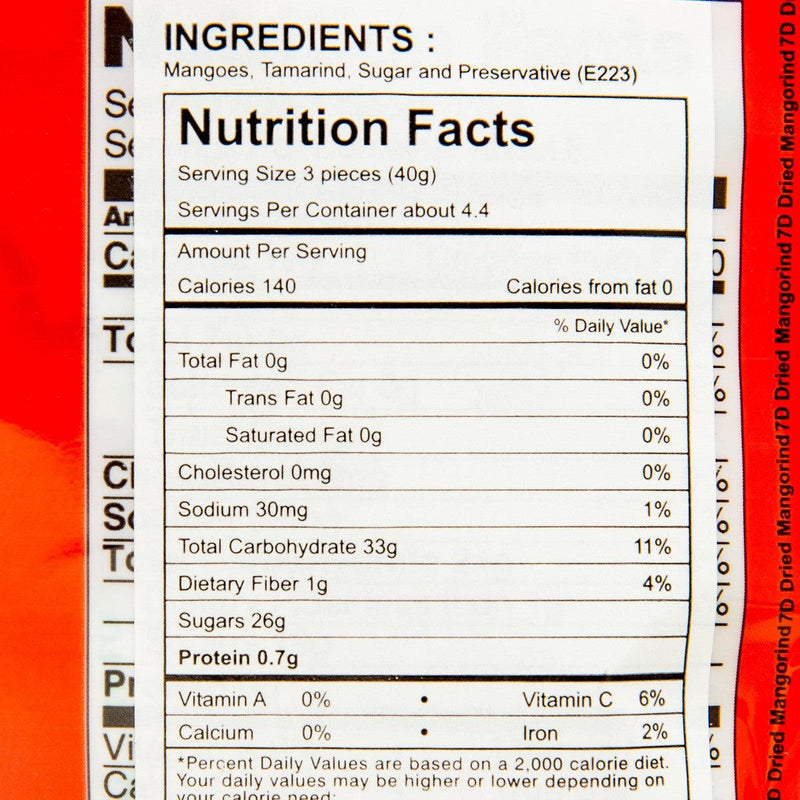 INGREDIENTS :
Mangoes, Tamarind, Sugar and Preservative (E223)
Nutrition Facts
Serving Size 3 pieces (40g)
Servings Per Container about 4.4
Amount Per Serving
Calories 140 Calories from fat 0
% Daily Value*
Total Fat 0g 0%
Trans Fat 0g 0%
Saturated Fat 0g 0%
Cholesterol 0mg 0%
Sodium 30mg 1%
Total Carbohydrate 33g 11%
Dietary Fiber 1g 4%
Sugars 26g
Protein 0.7g
Vitamin A 0% • Vitamin C 6%
Calcium 0% • Iron 2%
*Percent Daily Values are based on a 2,000 calorie diet.
Your daily values may be higher or lower depending on
your calorie need:
7D Dried Mangorind 7D Dried Mangorind 7D Dried Mangorind 7D D